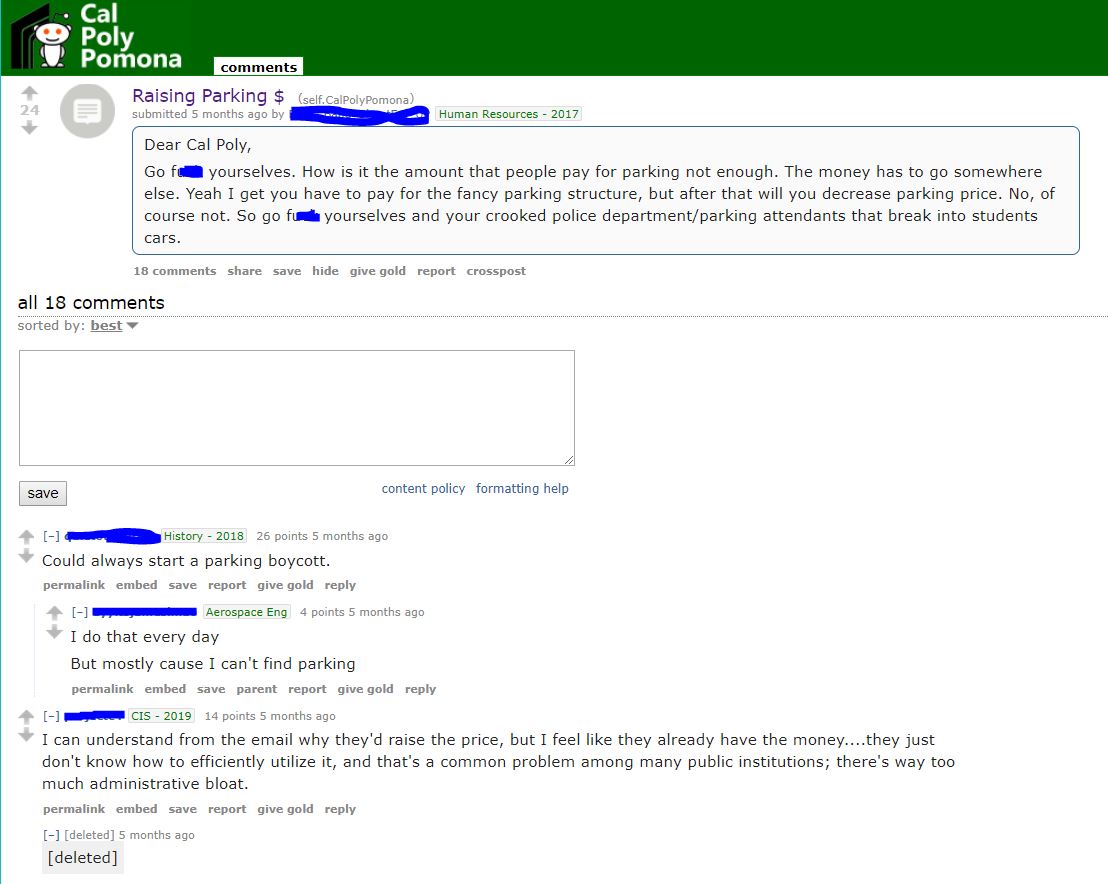 Cal
Poly
Pomona
comments
Raising Parking $ (self.CalPolyPomona)
24
submitted 5 months ago by Human Resources - 2017
Dear Cal Poly,
Go yourselves. How is it the amount that people pay for parking not enough. The money has to go somewhere
else. Yeah I get you have to pay for the fancy parking structure, but after that will you decrease parking price. No, of
course not. So go yourselves and your crooked police department/parking attendants that break into students
cars.
18 comments share save hide give gold report crosspost
all 18 comments
sorted by: best
save
content policy formatting help
[–] History - 2018 26 points 5 months ago
Could always start a parking boycott.
permalink embed save report give gold reply
[–] Aerospace Eng 4 points 5 months ago
I do that every day
But mostly cause I can't find parking
permalink embed save parent report give gold reply
[–] CIS - 2019 14 points 5 months ago
I can understand from the email why they'd raise the price, but I feel like they already have the money....they just
don't know how to efficiently utilize it, and that's a common problem among many public institutions; there's way too
much administrative bloat.
permalink embed save report give gold reply
[–] [deleted] 5 months ago
[deleted]